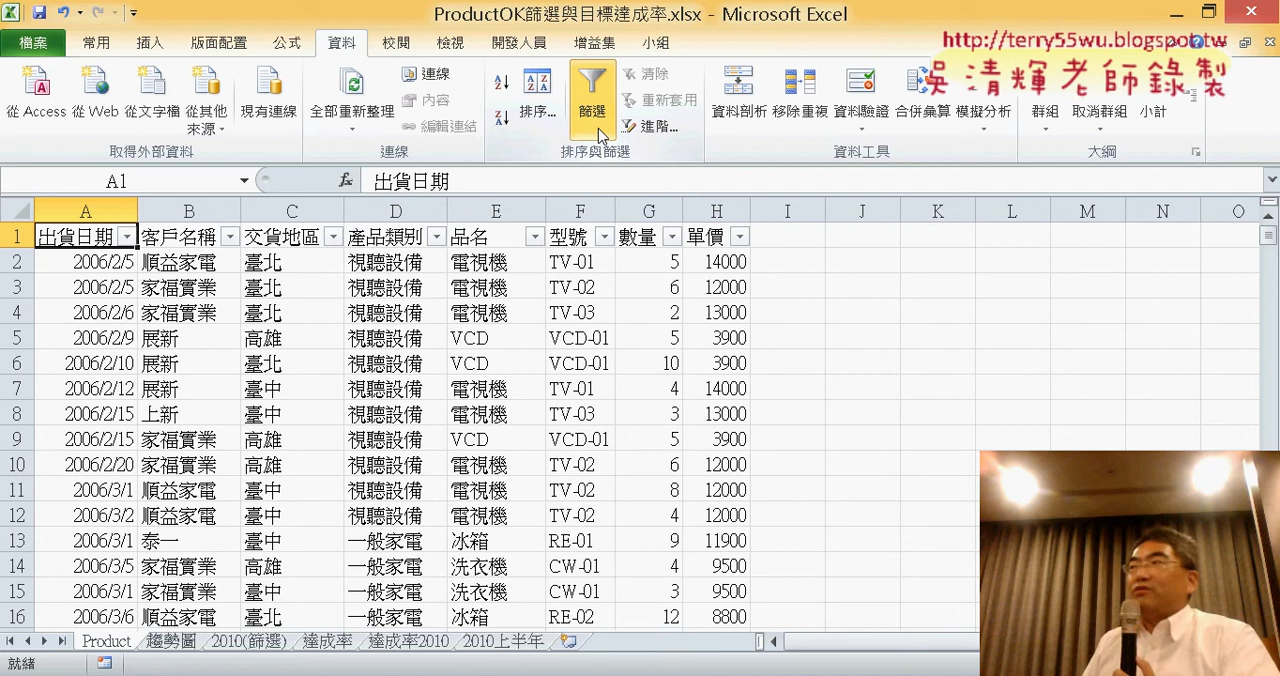 ProductOK篩選與目標達成率.xlsx - Microsoft Excel
檔案 常用 插入 版面配置 公式 資料 校閱 檢視 開發人員 增益集 小組
http://terry55wu.blogspot.tw
吳清輝老師錄製
從 Access 從 Web 從文字檔 從其他來源 現有連線 全部重新整理 連線 內容 編輯連結 排序... 篩選 清除 重新套用 進階... 資料剖析 移除重複 資料驗證 合併彙算 模擬分析 群組 取消群組 小計
取得外部資料 連線 排序與篩選 資料工具 大綱
A1 fx 出貨日期
A B C D E F G H I J K L M N O
1 出貨日期 客戶名稱 交貨地區 產品類別 品名 型號 數量 單價
2 2006/2/5 順益家電 臺北 視聽設備 電視機 TV-01 5 14000
3 2006/2/5 家福實業 臺北 視聽設備 電視機 TV-02 6 12000
4 2006/2/6 家福實業 臺北 視聽設備 電視機 TV-03 2 13000
5 2006/2/9 展新 高雄 視聽設備 VCD VCD-01 5 3900
6 2006/2/10 展新 臺北 視聽設備 VCD VCD-01 10 3900
7 2006/2/12 展新 臺中 視聽設備 電視機 TV-01 4 14000
8 2006/2/15 上新 臺中 視聽設備 電視機 TV-03 3 13000
9 2006/2/15 家福實業 高雄 視聽設備 VCD VCD-01 5 3900
10 2006/2/20 家福實業 高雄 視聽設備 電視機 TV-02 6 12000
11 2006/3/1 順益家電 臺中 視聽設備 電視機 TV-02 8 12000
12 2006/3/2 順益家電 臺中 視聽設備 電視機 TV-02 4 12000
13 2006/3/1 泰一 臺中 一般家電 冰箱 RE-01 9 11900
14 2006/3/5 家福實業 高雄 一般家電 洗衣機 CW-01 4 9500
15 2006/3/1 家福實業 臺中 一般家電 洗衣機 CW-01 3 9500
16 2006/3/6 順益家電 臺北 一般家電 冰箱 RE-02 12 8800
Product 趨勢圖 2010(篩選) 達成率 達成率2010 2010上半年
就緒